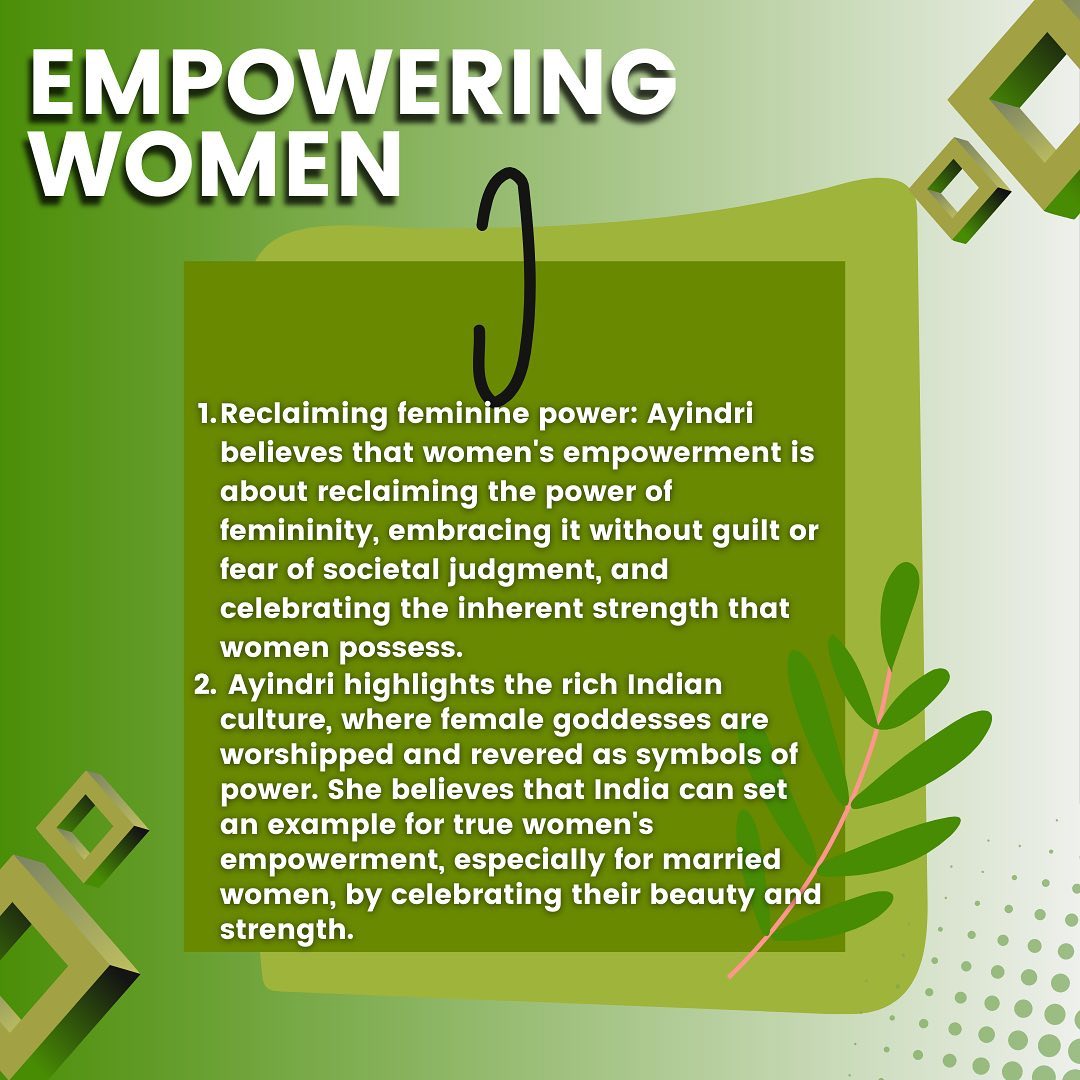 EMPOWERING
WOMEN
1. Reclaiming feminine power: Ayindri
believes that women's empowerment is
about reclaiming the power of
femininity, embracing it without guilt or
fear of societal judgment, and
celebrating the inherent strength that
women possess.
2. Ayindri highlights the rich Indian
culture, where female goddesses are
worshipped and revered as symbols of
power. She believes that India can set
an example for true women's
empowerment, especially for married
women, by celebrating their beauty and
strength.